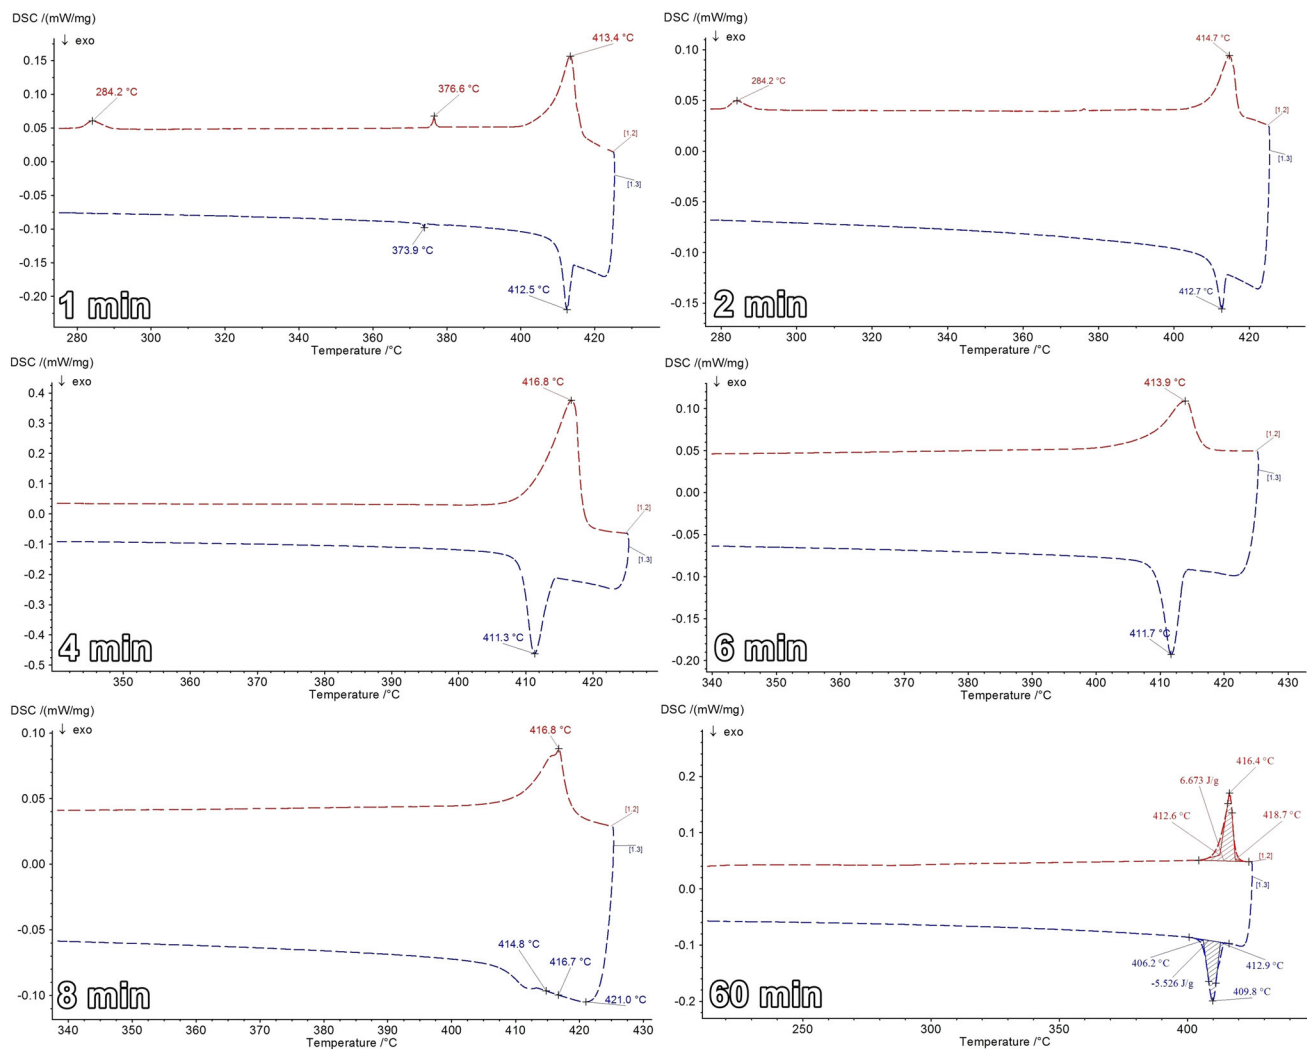 DSC /(mW/mg)
↓ exo
0.15
0.10
0.05
0.00
-0.05
-0.10
-0.15
-0.20
284.2 °C
376.6 °C
413.4 °C
[1.2]
[1.3]
373.9 °C
412.5 °C
1 min
280 300 320 340 360 380 400 420
Temperature /°C
DSC /(mW/mg)
↓ exo
0.10
0.05
0.00
-0.05
-0.10
-0.15
284.2 °C
414.7 °C
[1.2]
[1.3]
412.7 °C
2 min
280 300 320 340 360 380 400 420
Temperature /°C
DSC /(mW/mg)
↓ exo
0.4
0.3
0.2
0.1
0.0
-0.1
-0.2
-0.3
-0.4
-0.5
416.8 °C
[1.2]
[1.3]
411.3 °C
4 min
350 360 370 380 390 400 410 420
Temperature /°C
DSC /(mW/mg)
↓ exo
0.10
0.05
0.00
-0.05
-0.10
-0.15
-0.20
413.9 °C
[1.2]
[1.3]
411.7 °C
6 min
340 350 360 370 380 390 400 410 420 430
Temperature /°C
DSC /(mW/mg)
↓ exo
0.10
0.05
0.00
-0.05
-0.10
416.8 °C
[1.2]
[1.3]
414.8 °C
416.7 °C
421.0 °C
8 min
340 350 360 370 380 390 400 410 420 430
Temperature /°C
DSC /(mW/mg)
↓ exo
0.2
0.1
0.0
-0.1
-0.2
416.4 °C
6.673 J/g
412.6 °C
418.7 °C
[1.2]
[1.3]
406.2 °C
412.9 °C
-5.526 J/g
409.8 °C
60 min
250 300 350 400
Temperature /°C